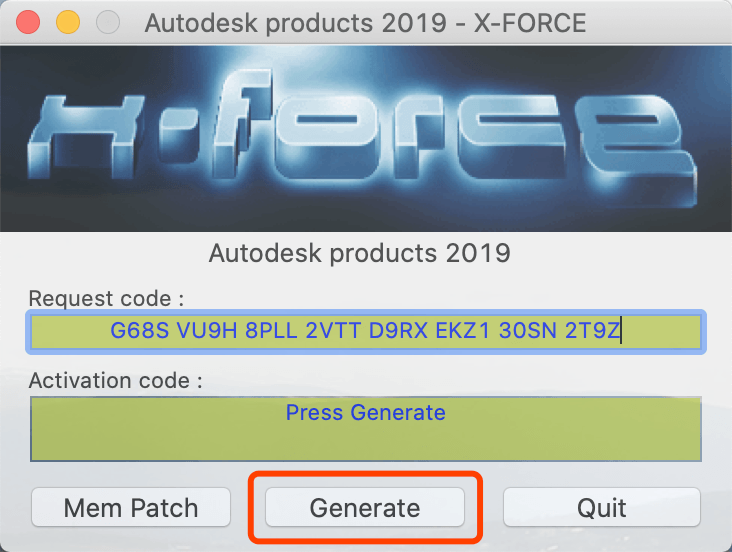 Autodesk products 2019 - X-FORCE
X-Force
Autodesk products 2019
Request code :
G68S VU9H 8PLL 2VTT D9RX EKZ1 30SN 2T9Z
Activation code :
Press Generate
Mem Patch Generate Quit